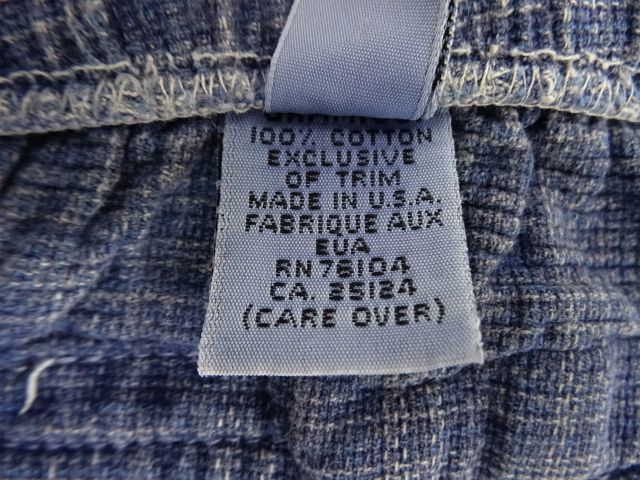 100% COTTON
EXCLUSIVE
OF TRIM
MADE IN U.S.A.
FABRIQUE AUX
EUA
RN 76104
CA. 25124
(CARE OVER)